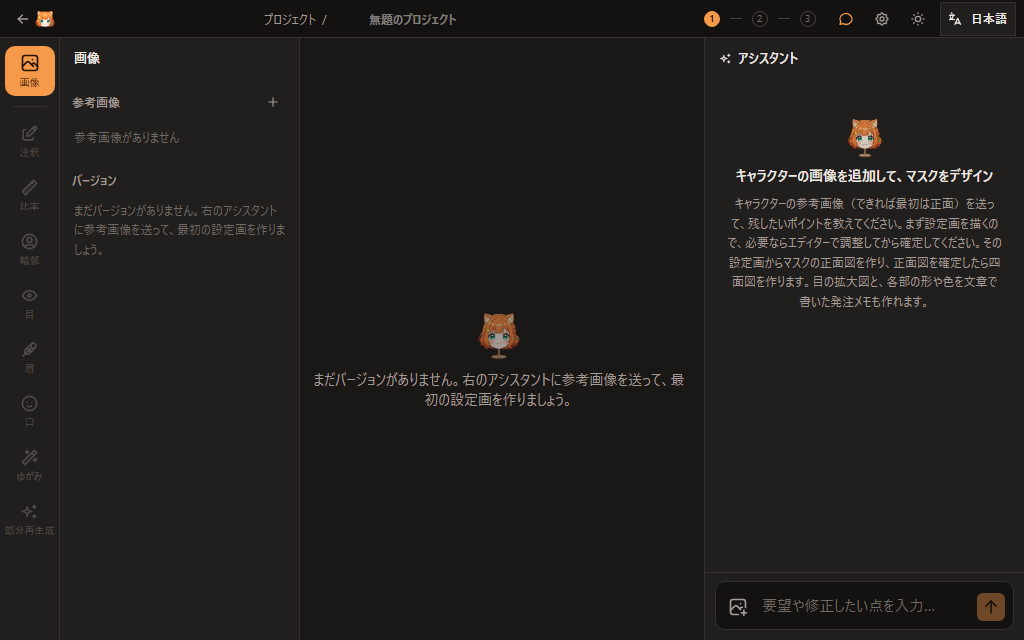 プロジェクト /
無題のプロジェクト
1
2
3
日本語
画像
注釈
比率
輪郭
目
眉
口
ゆがみ
部分再生成
画像
参考画像
参考画像がありません
バージョン
まだバージョンがありません。右のアシスタント
に参考画像を送って、最初の設定画を作りま
しょう。
まだバージョンがありません。右のアシスタントに参考画像を送って、最
初の設定画を作りましょう。
アシスタント
キャラクターの画像を追加して、マスクをデザイン
キャラクターの参考画像（できれば最初は正面）を送っ
て、残したいポイントを教えてください。まず設定画を描くの
で、必要ならエディターで調整してから確定してください。その
設定画からマスクの正面図を作り、正面図を確定したら四
面図を作ります。目の拡大図と、各部の形や色を文章で
書いた発注メモも作れます。
要望や修正したい点を入力...